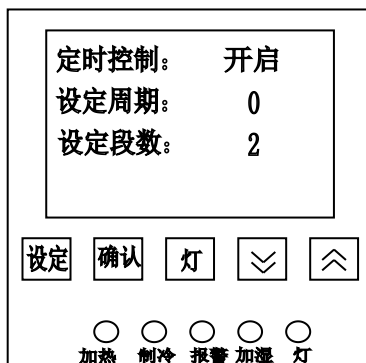 定时控制： 开启
设定周期： 0
设定段数： 2
设定 确认 灯
加热 制冷 报警 加湿 灯